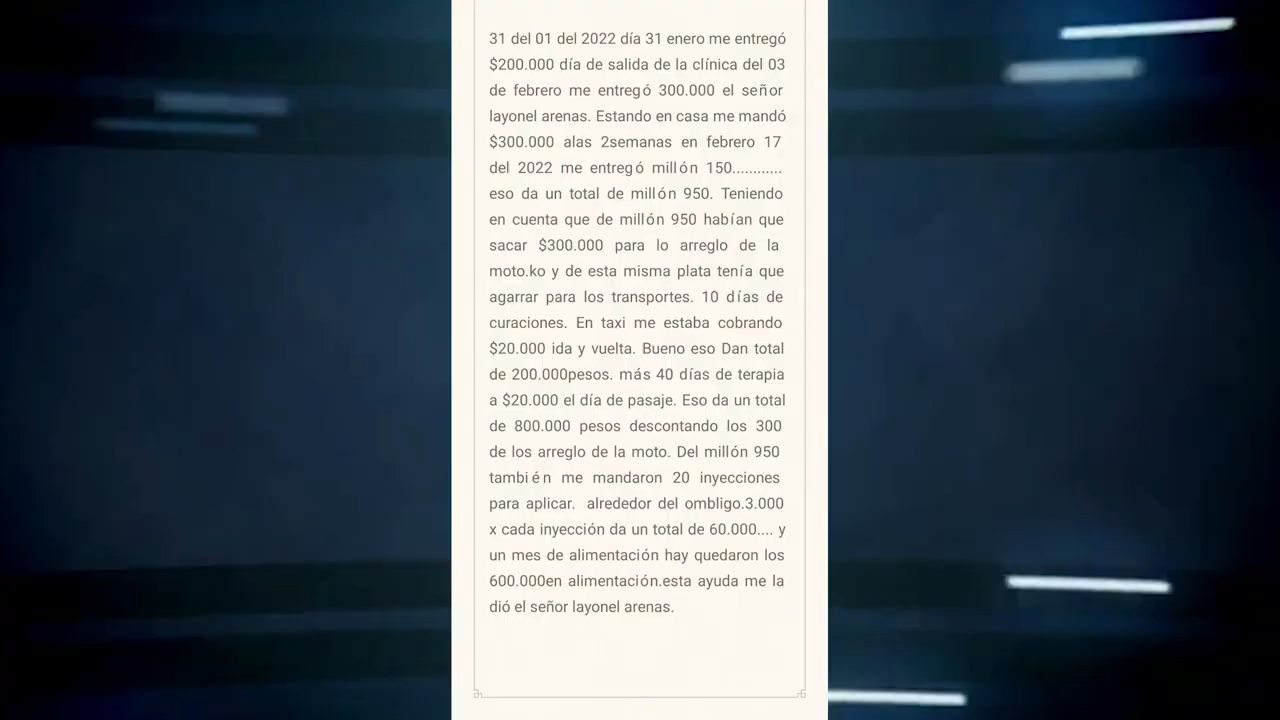 31 del 01 del 2022 día 31 enero me entregó
$200.000 día de salida de la clínica del 03
de febrero me entregó 300.000 el señor
layonel arenas. Estando en casa me mandó
$300.000 alas 2semanas en febrero 17
del 2022 me entregó millón 150............
eso da un total de millón 950. Teniendo
en cuenta que de millón 950 habían que
sacar $300.000 para lo arreglo de la
moto.ko y de esta misma plata tenía que
agarrar para los transportes. 10 días de
curaciones. En taxi me estaba cobrando
$20.000 ida y vuelta. Bueno eso Dan total
de 200.000pesos. más 40 días de terapia
a $20.000 el día de pasaje. Eso da un total
de 800.000 pesos descontando los 300
de los arreglo de la moto. Del millón 950
también me mandaron 20 inyecciones
para aplicar. alrededor del ombligo.3.000
x cada inyección da un total de 60.000.... y
un mes de alimentación hay quedaron los
600.000en alimentación.esta ayuda me la
dió el señor layonel arenas.